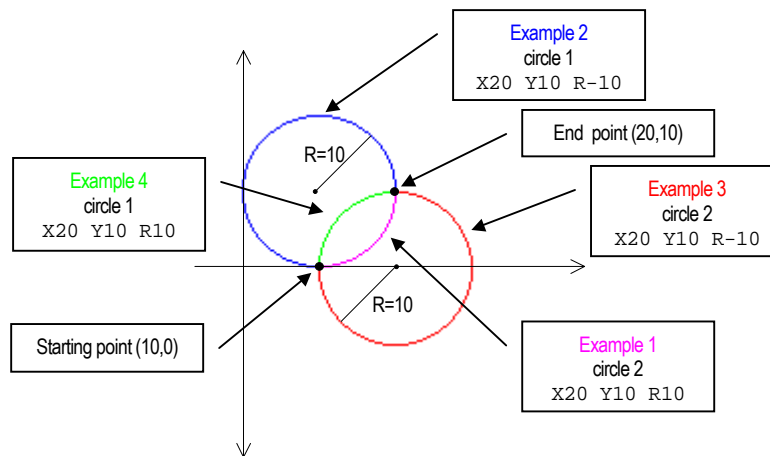 Example 2
circle 1
X20 Y10 R-10
End point (20,10)
R=10
Example 4
circle 1
X20 Y10 R10
Example 3
circle 2
X20 Y10 R-10
R=10
Starting point (10,0)
Example 1
circle 2
X20 Y10 R10